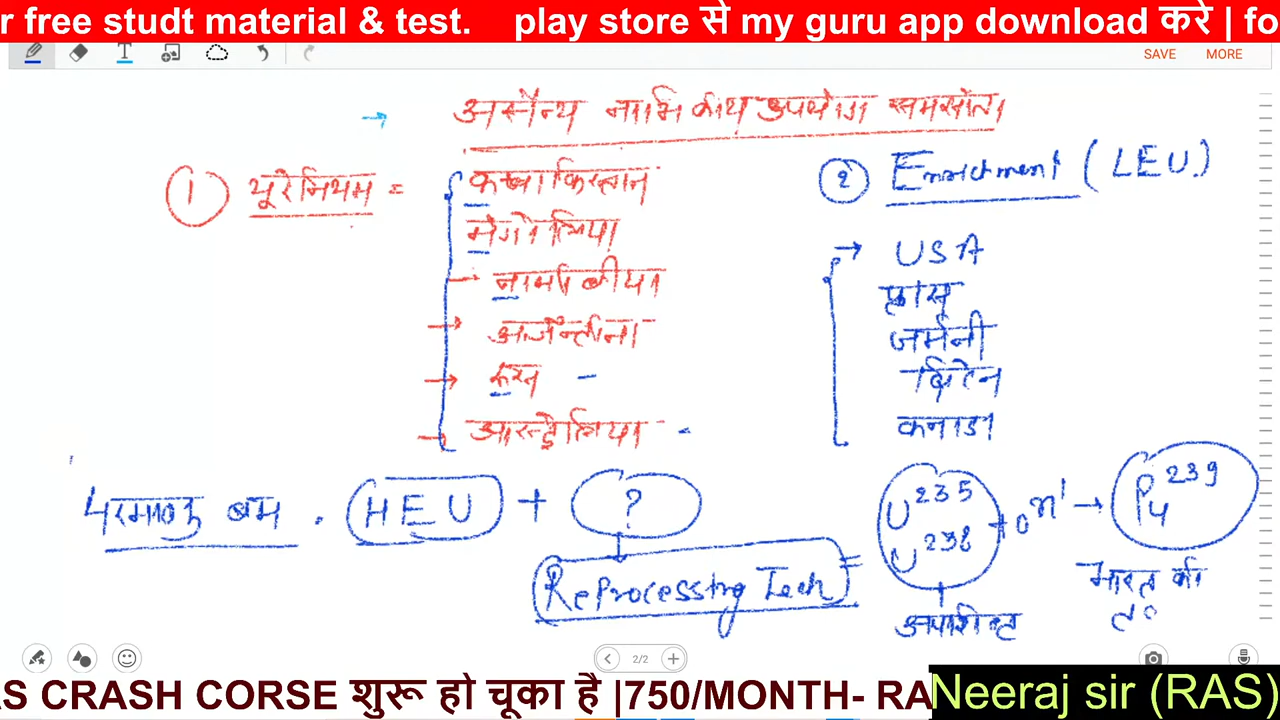 r free studt material & test. play store से my guru app download करे | fo
SAVE MORE
असैन्य नाभिकीय उपयोग समझौता
① यूरेनियम =
कजाकिस्तान
मंगोलिया
नामीबीया
अर्जेन्टीना
रूस
आस्ट्रेलिया
② Enrichment (LEU)
→ USA
फ्रांस
जर्मनी
ब्रिटेन
कनाडा
परमाणु बम . HEU + ?
Reprocessing Tech =
U235
U238
+ 0n1 → Pu239
अपशिष्ट
भारत का
2/2
AS CRASH CORSE शुरू हो चूका है |750/MONTH- RA
Neeraj sir (RAS)